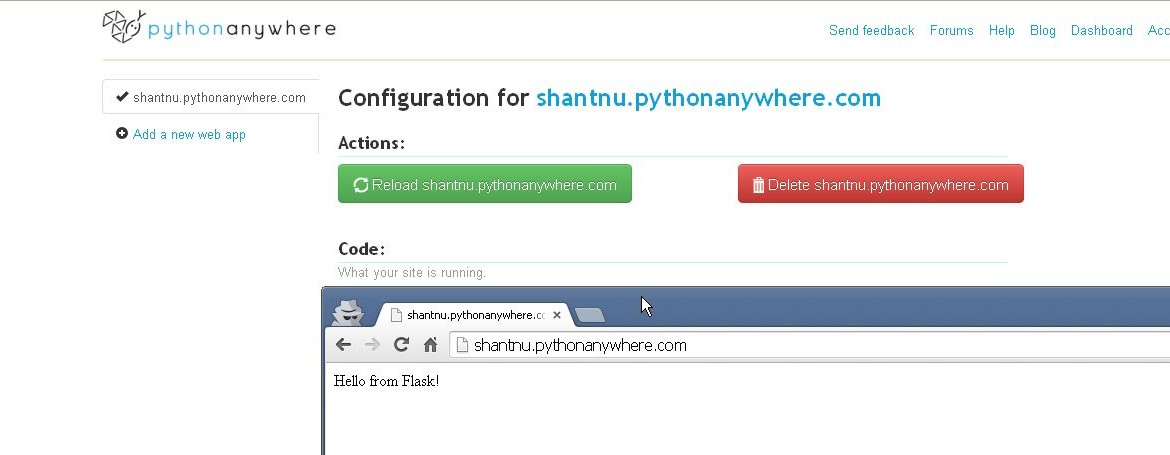 pythonanywhere
Send feedback Forums Help Blog Dashboard
shantnu.pythonanywhere.com
Add a new web app
Configuration for shantnu.pythonanywhere.com
Actions:
Reload shantnu.pythonanywhere.com
Delete shantnu.pythonanywhere.com
Code:
What your site is running.
shantnu.pythonanywhere.cc
shantnu.pythonanywhere.com
Hello from Flask!